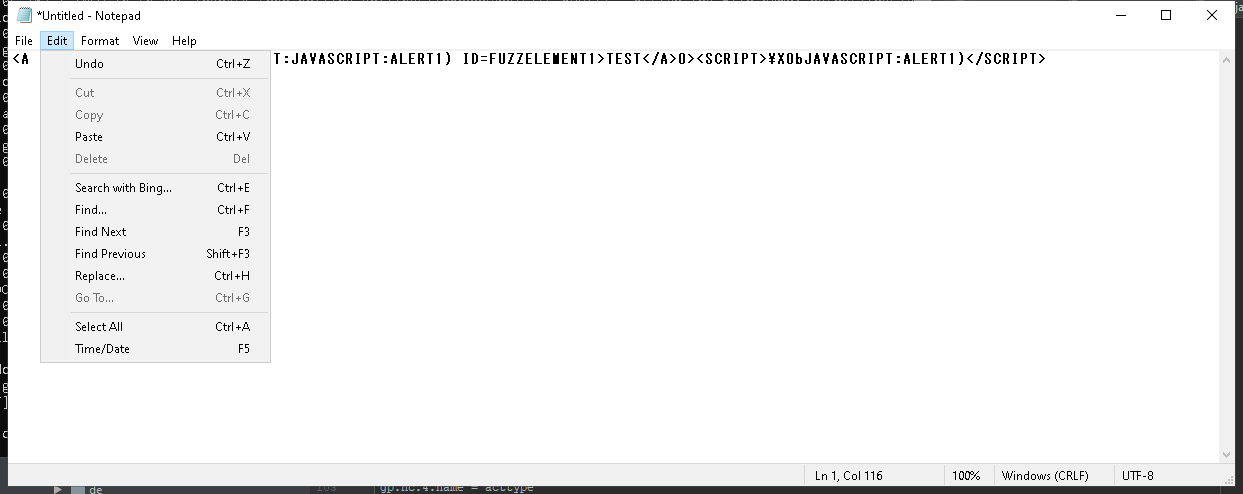 *Untitled - Notepad
File Edit Format View Help
<A T:JAVASCRIPT:ALERT1) ID=FUZZELEMENT1>TEST</A>O><SCRIPT>¥XObJAVASCRIPT:ALERT1)</SCRIPT>
Undo Ctrl+Z
Cut Ctrl+X
Copy Ctrl+C
Paste Ctrl+V
Delete Del
Search with Bing... Ctrl+E
Find... Ctrl+F
Find Next F3
Find Previous Shift+F3
Replace... Ctrl+H
Go To... Ctrl+G
Select All Ctrl+A
Time/Date F5
Ln 1, Col 116 100% Windows (CRLF) UTF-8
de 103 gp.nc.4.name = acttype